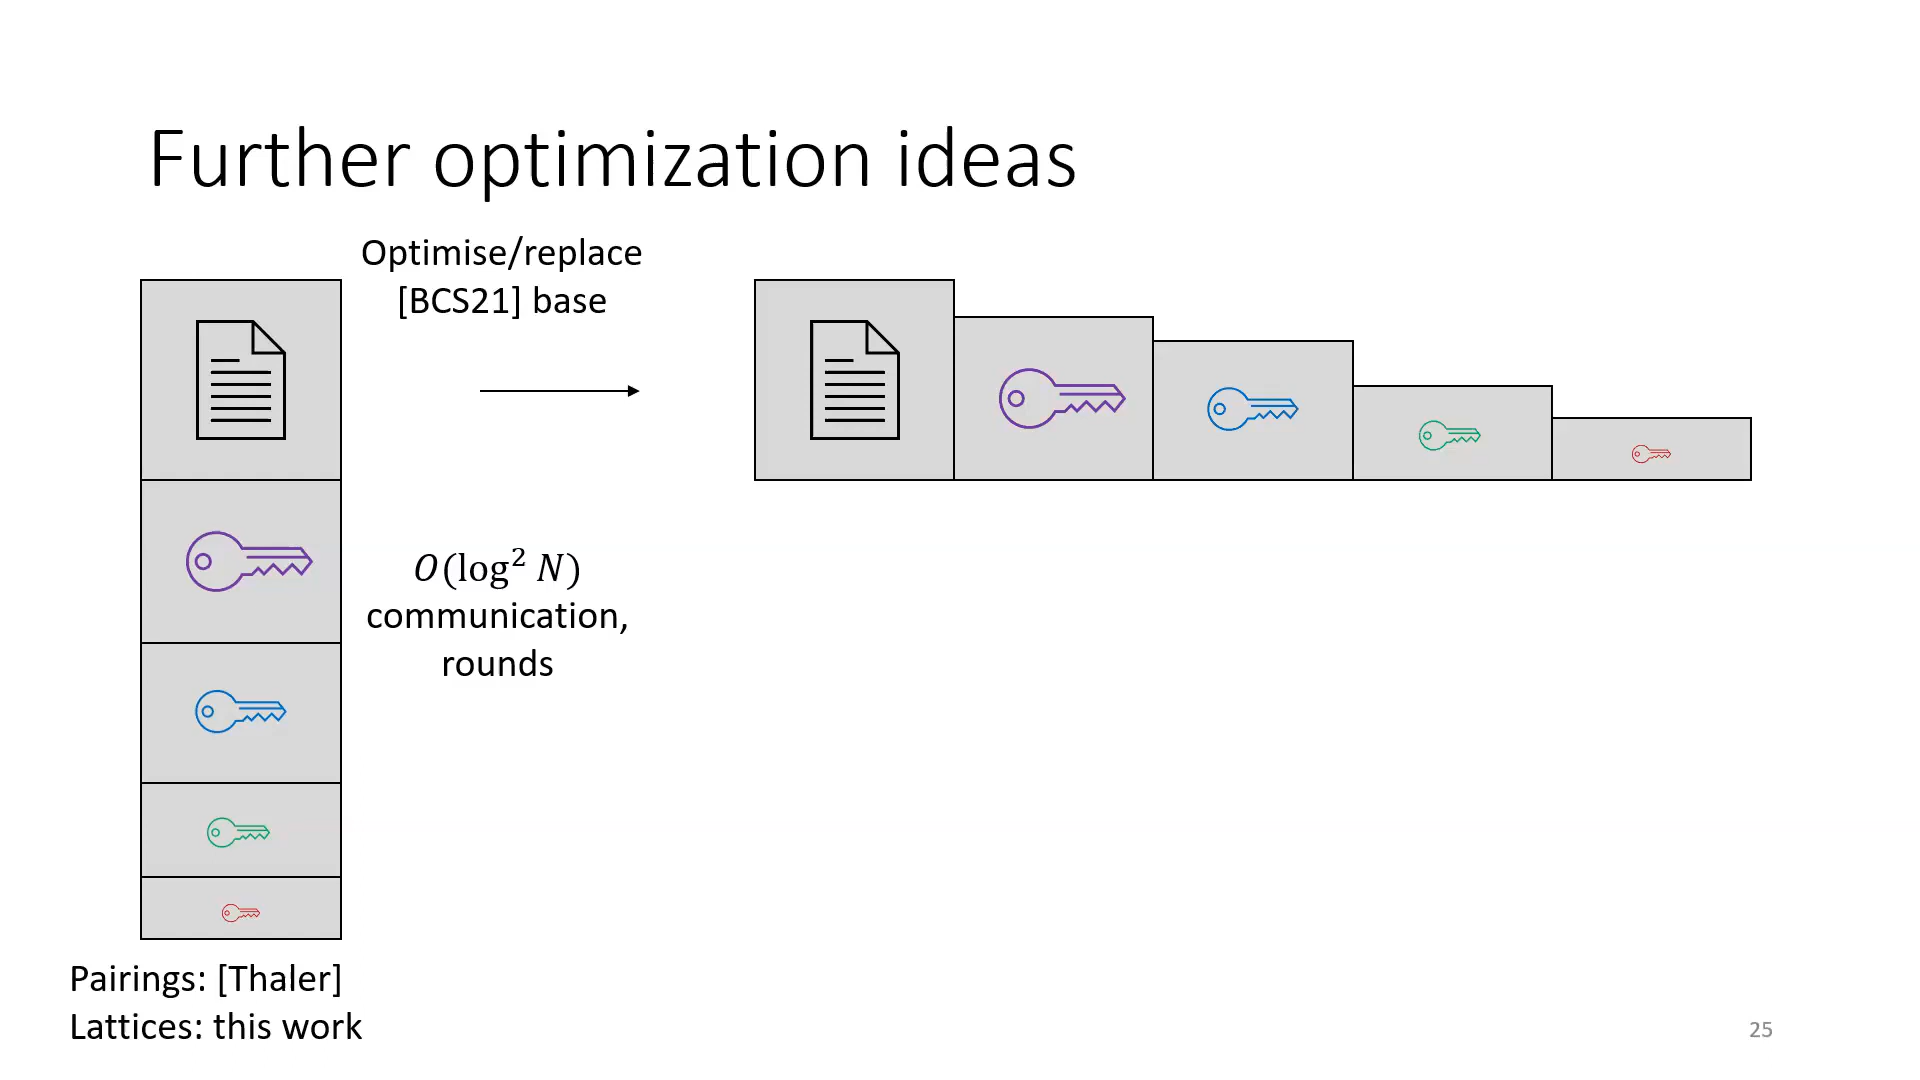 Further optimization ideas
Optimise/replace
[BCS21] base
O(log² N)
communication,
rounds
Pairings: [Thaler]
Lattices: this work
25